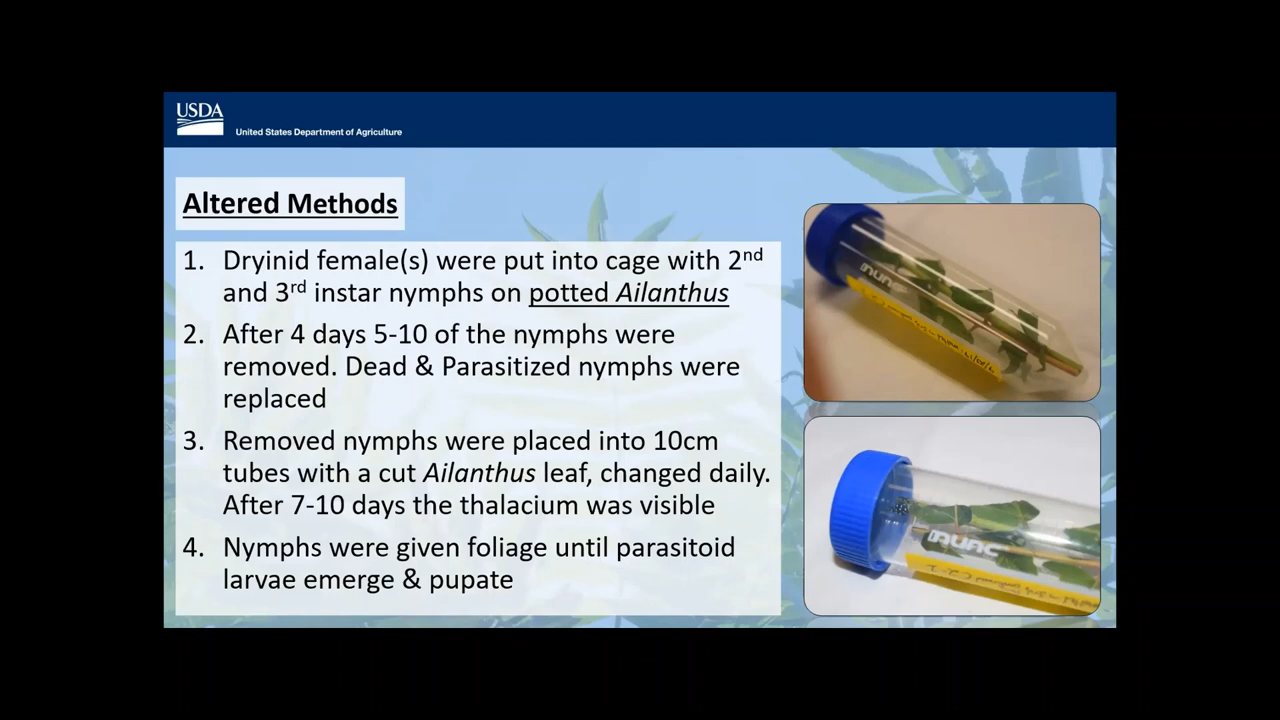 USDA
United States Department of Agriculture
Altered Methods
1. Dryinid female(s) were put into cage with 2nd
and 3rd instar nymphs on potted Ailanthus
2. After 4 days 5-10 of the nymphs were
removed. Dead & Parasitized nymphs were
replaced
3. Removed nymphs were placed into 10cm
tubes with a cut Ailanthus leaf, changed daily.
After 7-10 days the thalacium was visible
4. Nymphs were given foliage until parasitoid
larvae emerge & pupate
nunc